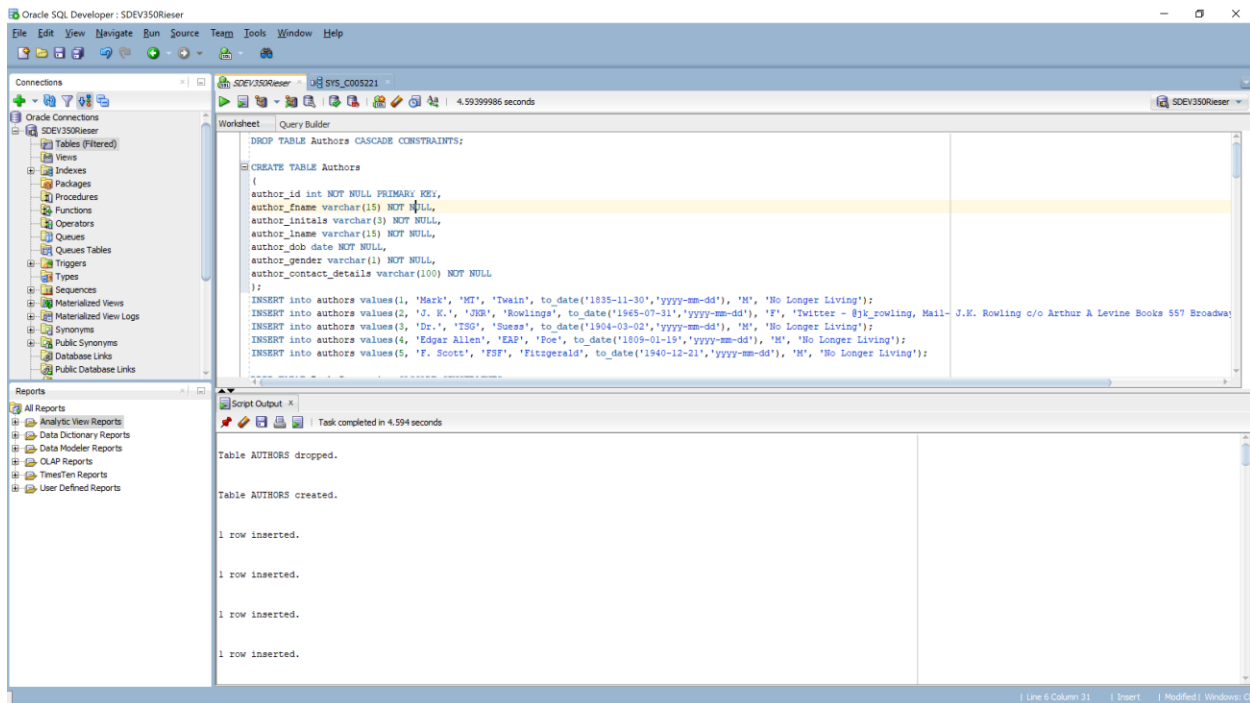 Oracle SQL Developer : SDEV350Rieser
File Edit View Navigate Run Source Team Tools Window Help
Connections
Oracle Connections
SDEV350Rieser
Tables (Filtered)
Views
Indexes
Packages
Procedures
Functions
Operators
Queues
Queues Tables
Triggers
Types
Sequences
Materialized Views
Materialized View Logs
Synonyms
Public Synonyms
Database Links
Public Database Links
Reports
All Reports
Analytic View Reports
Data Dictionary Reports
Data Modeler Reports
OLAP Reports
TimesTen Reports
User Defined Reports
SDEV350Rieser SYS_C005221
4.59399986 seconds
SDEV350Rieser
Worksheet Query Builder
DROP TABLE Authors CASCADE CONSTRAINTS;
CREATE TABLE Authors
(
author_id int NOT NULL PRIMARY KEY,
author_fname varchar(15) NOT NULL,
author_initals varchar(3) NOT NULL,
author_lname varchar(15) NOT NULL,
author_dob date NOT NULL,
author_gender varchar(1) NOT NULL,
author_contact_details varchar(100) NOT NULL
);
INSERT into authors values(1, 'Mark', 'MT', 'Twain', to_date('1835-11-30','yyyy-mm-dd'), 'M', 'No Longer Living');
INSERT into authors values(2, 'J. K.', 'JKR', 'Rowlings', to_date('1965-07-31','yyyy-mm-dd'), 'F', 'Twitter - @jk_rowling, Mail- J.K. Rowling c/o Arthur A Levine Books 557 Broadway
INSERT into authors values(3, 'Dr.', 'TSG', 'Suess', to_date('1904-03-02','yyyy-mm-dd'), 'M', 'No Longer Living');
INSERT into authors values(4, 'Edgar Allen', 'EAP', 'Poe', to_date('1809-01-19','yyyy-mm-dd'), 'M', 'No Longer Living');
INSERT into authors values(5, 'F. Scott', 'FSF', 'Fitzgerald', to_date('1940-12-21','yyyy-mm-dd'), 'M', 'No Longer Living');
Script Output
Task completed in 4.594 seconds
Table AUTHORS dropped.
Table AUTHORS created.
1 row inserted.
1 row inserted.
1 row inserted.
1 row inserted.
Line 6 Column 31 Insert Modified Windows: C